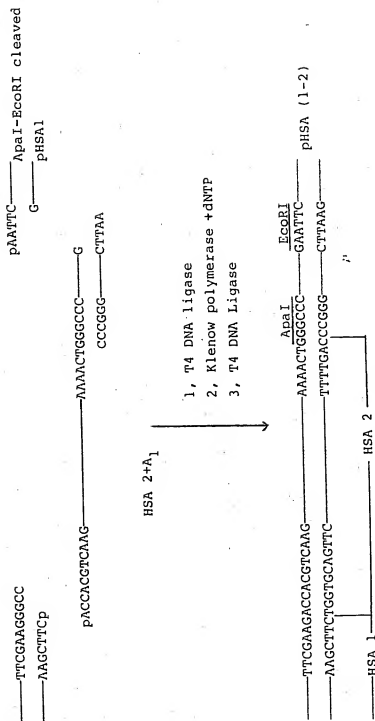 TTCGAAGGGCC pAATTC ApaI-EcoRI cleaved
AAGCTTCp G pHSA1
pACCACGTCAAG AAAACTGGGCCC G
CCCGGG CTTAA
HSA 2+A1
1, T4 DNA ligase
2, Klenow polymerase +dNTP
3, T4 DNA Ligase
ApaI EcoRI
TTCGAAGACCACGTCAAG AAAACTGGGCCC GAATTC
pHSA (1-2)
AAGCTTCTGGTGCAGTTC TTTTGACCCGGG CTTAAG
HSA 1 HSA 2